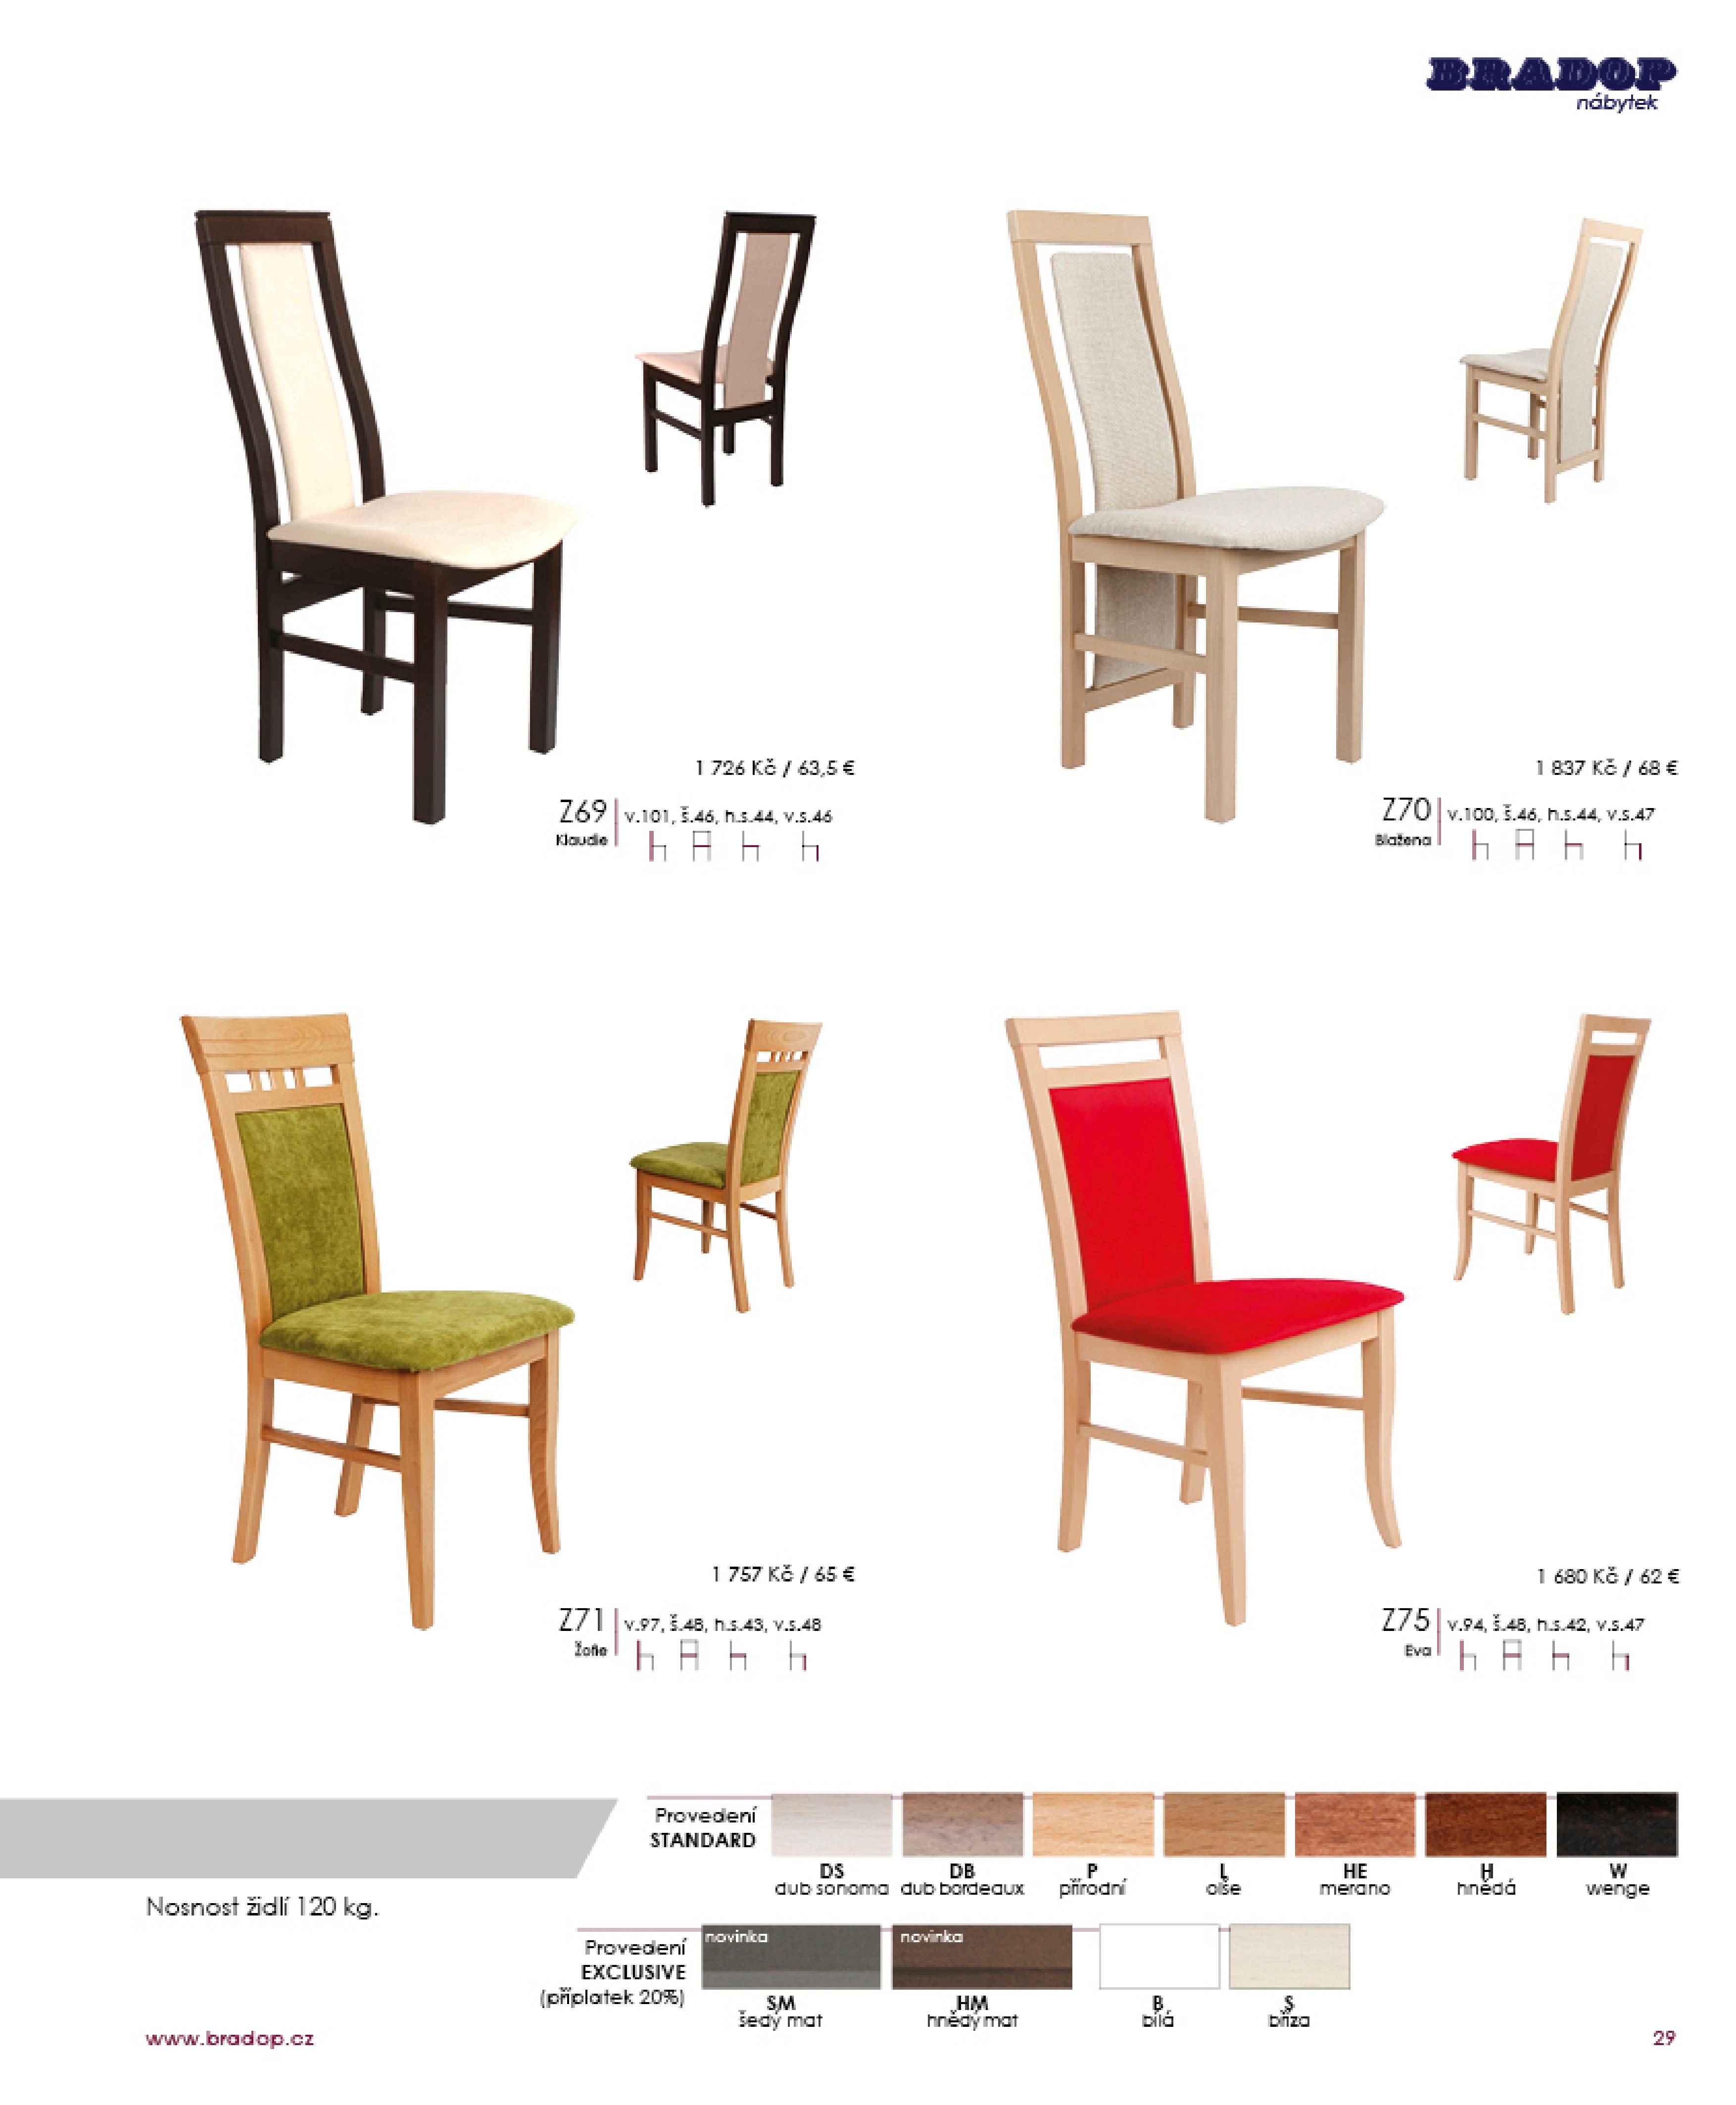 BRADOP
nábytek
1 726 Kč / 63,5 €
Z69
Klaudie
v.101, š.46, h.s.44, v.s.46
1 837 Kč / 68 €
Z70
Blažena
v.100, š.46, h.s.44, v.s.47
1 757 Kč / 65 €
Z71
Žofie
v.97, š.48, h.s.43, v.s.48
1 680 Kč / 62 €
Z75
Eva
v.94, š.48, h.s.42, v.s.47
Provedení
STANDARD
DS DB P L HE H W
dub sonoma dub bordeaux přírodní olše merano hnědá wenge
Nosnost židlí 120 kg.
Provedení
EXCLUSIVE
(příplatek 20%)
novinka novinka
SM HM B S
šedý mat hnědý mat bílá bříza
www.bradop.cz
29